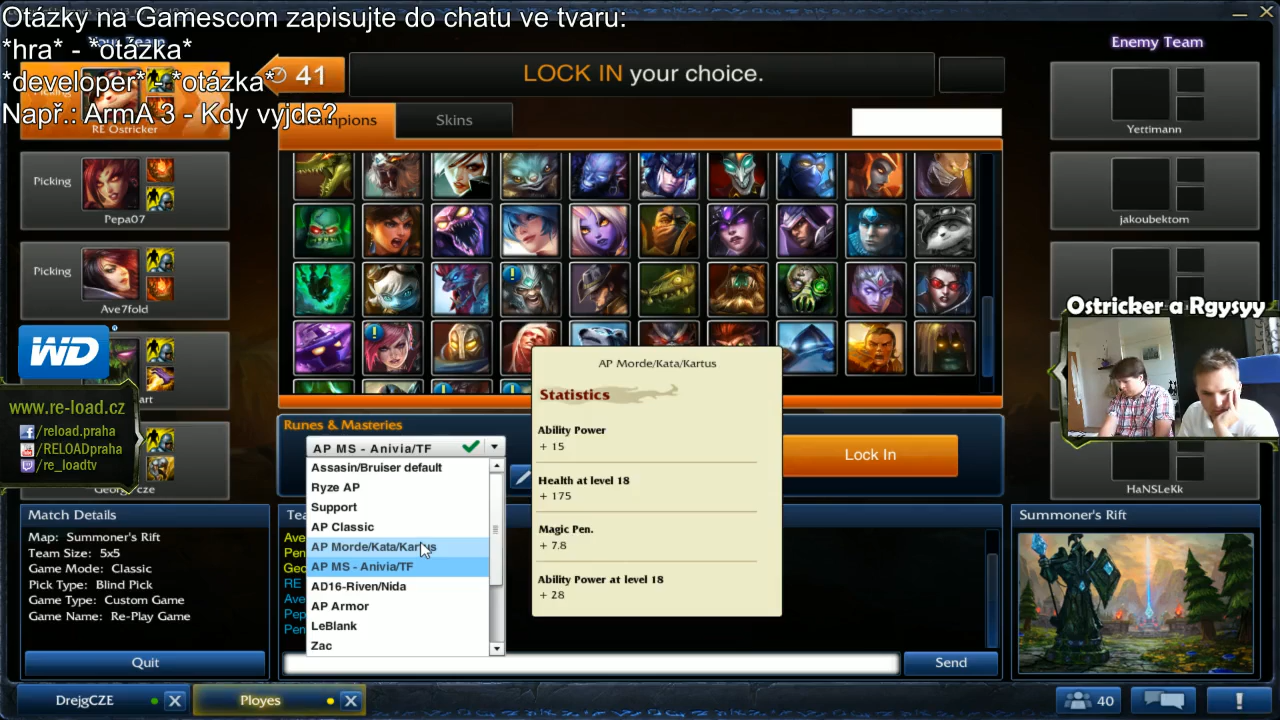 Otázky na Gamescom zapisujte do chatu ve tvaru:
*hra* - *otázka*
*developer* - *otázka*
Např.: ArmA 3 - Kdy vyjde?
41
LOCK IN your choice.
Enemy Team
Champions
Skins
RE Ostricker
Picking
Pepa07
Picking
Ave7fold
WD
www.re-load.cz
/reload.praha
/RELOADpraha
/re_loadtv
Yettimann
jakoubektom
Ostricker a Rgysyy
HaNSLeKk
Runes & Masteries
AP MS - Anivia/TF
Assasin/Bruiser default
Ryze AP
Support
AP Classic
AP Morde/Kata/Kartus
AP MS - Anivia/TF
AD16-Riven/Nida
AP Armor
LeBlank
Zac
AP Morde/Kata/Kartus
Statistics
Ability Power
+ 15
Health at level 18
+ 175
Magic Pen.
+ 7.8
Ability Power at level 18
+ 28
Lock In
Match Details
Map: Summoner's Rift
Team Size: 5x5
Game Mode: Classic
Pick Type: Blind Pick
Game Type: Custom Game
Game Name: Re-Play Game
Quit
Summoner's Rift
Send
DrejgCZE
Ployes
40